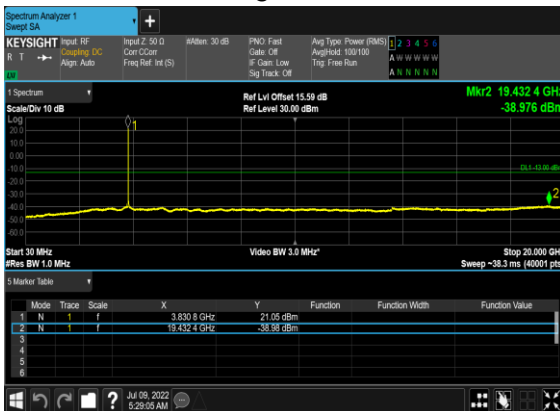 Spectrum Analyzer 1
Swept SA
KEYSIGHT
R T
LV
Input: RF
Coupling: DC
Align: Auto
Input Z: 50 Ω
Corr CCorr
Freq Ref: Int (S)
#Atten: 30 dB
PNO: Fast
Gate: Off
IF Gain: Low
Sig Track: Off
Avg Type: Power (RMS)
Avg|Hold: 100/100
Trig: Free Run
1 2 3 4 5 6
A W W W W W
A N N N N N
1 Spectrum
Scale/Div 10 dB
Ref Lvl Offset 15.59 dB
Ref Level 30.00 dBm
Mkr2 19.432 4 GHz
-38.976 dBm
Log
20.0
10.0
0.00
-10.0
-20.0
-30.0
-40.0
-50.0
-60.0
1
DL1 -13.00 dBm
2
Start 30 MHz
#Res BW 1.0 MHz
Video BW 3.0 MHz*
Stop 20.000 GHz
Sweep ~38.3 ms (40001 pts)
5 Marker Table
Mode Trace Scale X Y Function Function Width Function Value
1 N 1 f 3.830 8 GHz 21.05 dBm
2 N 1 f 19.432 4 GHz -38.98 dBm
3
4
5
6
?
Jul 09, 2022
5:29:05 AM